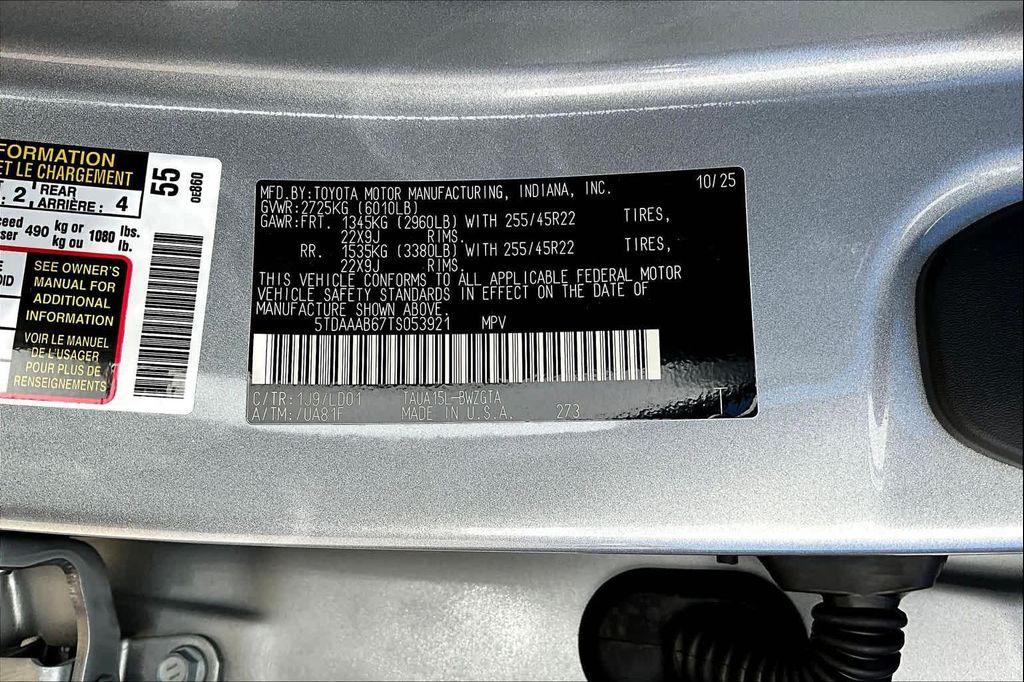 FORMATION
ET LE CHARGEMENT
2 REAR 4
ARRIÈRE:
490 kg or 1080 lbs.
kg ou lb.
SEE OWNER'S
MANUAL FOR
ADDITIONAL
INFORMATION
VOIR LE MANUEL
DE L'USAGER
POUR PLUS DE
RENSEIGNEMENTS
55
0E860
MFD.BY:TOYOTA MOTOR MANUFACTURING, INDIANA, INC. 10/25
GVWR:2725KG (6010LB)
GAWR:FRT. 1345KG (2960LB) WITH 255/45R22 TIRES,
22X9J RIMS.
RR. 1535KG (3380LB) WITH 255/45R22 TIRES,
22X9J RIMS.
THIS VEHICLE CONFORMS TO ALL APPLICABLE FEDERAL MOTOR
VEHICLE SAFETY STANDARDS IN EFFECT ON THE DATE OF
MANUFACTURE SHOWN ABOVE.
5TDAAAB67TS053921 MPV
C/TR:1J9/LD01 TAUA15L-BWZGTA
A/TM:/UA81F MADE IN U.S.A. 273 T